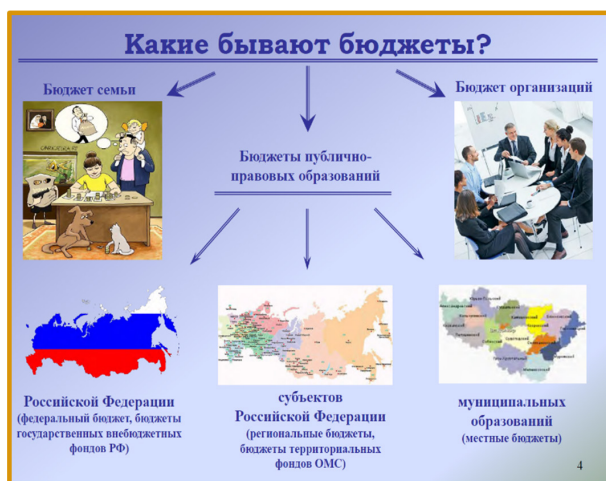 Какие бывают бюджеты?
Бюджет семьи
Бюджет организаций
Бюджеты публично-
правовых образований
Российской Федерации
(федеральный бюджет, бюджеты
государственных внебюджетных
фондов РФ)
субъектов
Российской Федерации
(региональные бюджеты,
бюджеты территориальных
фондов ОМС)
муниципальных
образований
(местные бюджеты)
4